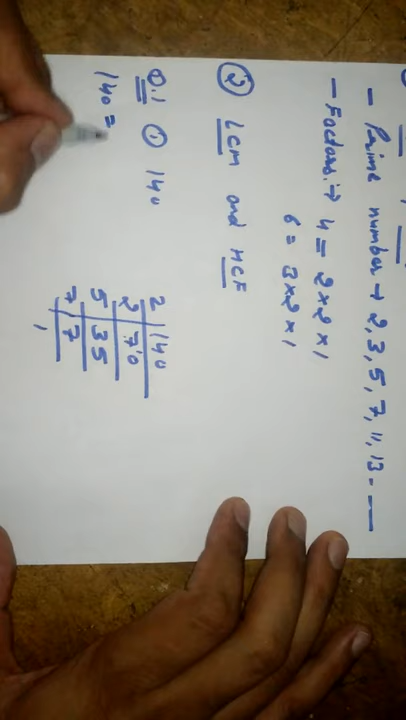 - Prime number → 2, 3, 5, 7, 11, 13 - —
- Factors:→ 4 = 2×2×1
6 = 3×2×1
② LCM and HCF
Q.1 ① 140
2 | 140
2 | 70
5 | 35
7 | 7
1
140 =